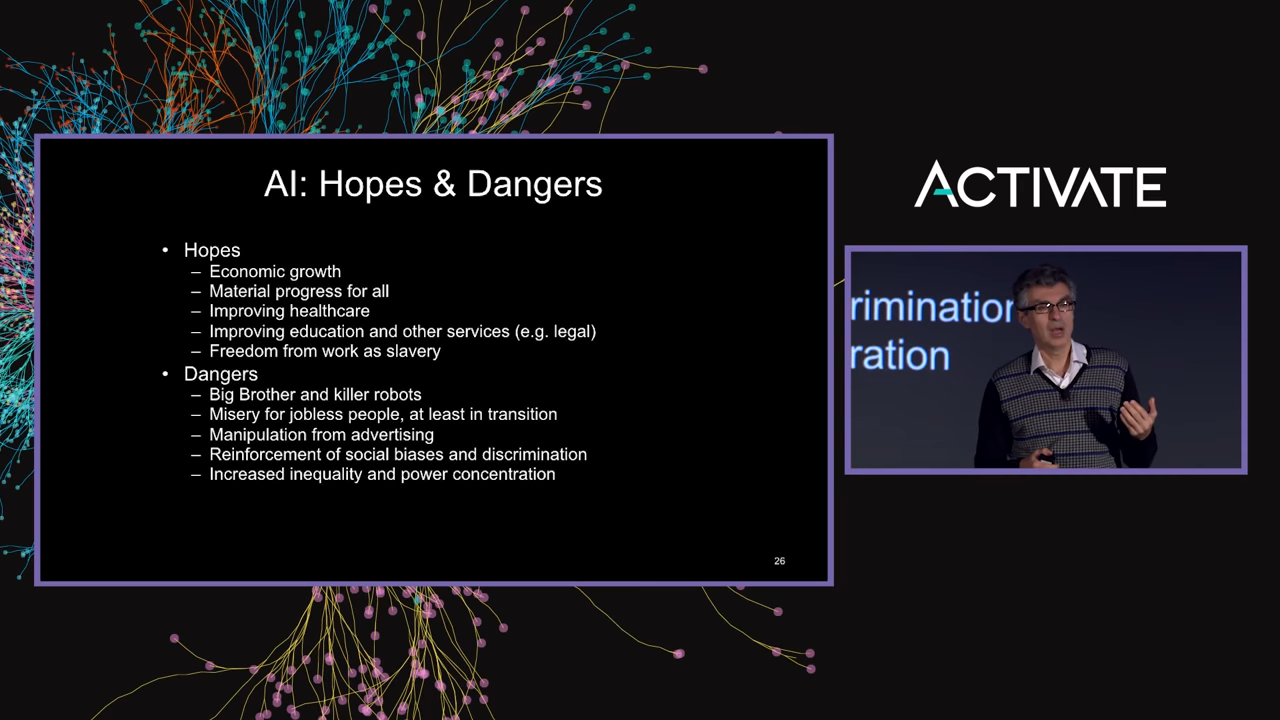 AI: Hopes & Dangers
• Hopes
– Economic growth
– Material progress for all
– Improving healthcare
– Improving education and other services (e.g. legal)
– Freedom from work as slavery
• Dangers
– Big Brother and killer robots
– Misery for jobless people, at least in transition
– Manipulation from advertising
– Reinforcement of social biases and discrimination
– Increased inequality and power concentration
26
ACTIVATE
rimination
ration